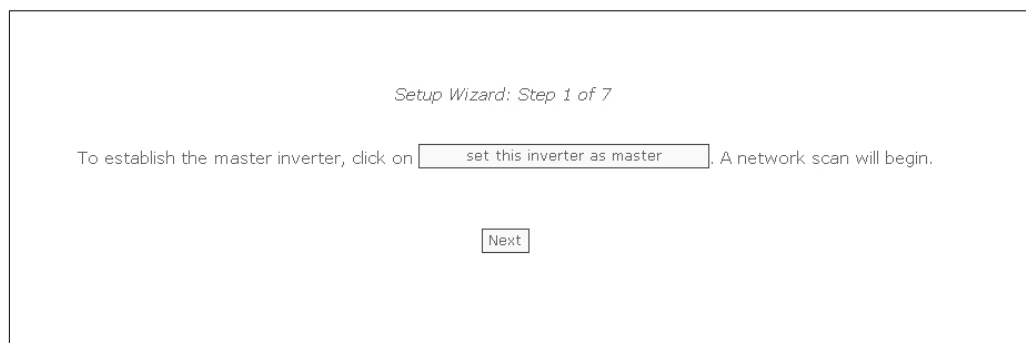 Setup Wizard: Step 1 of 7
To establish the master inverter, click on set this inverter as master. A network scan will begin.
Next